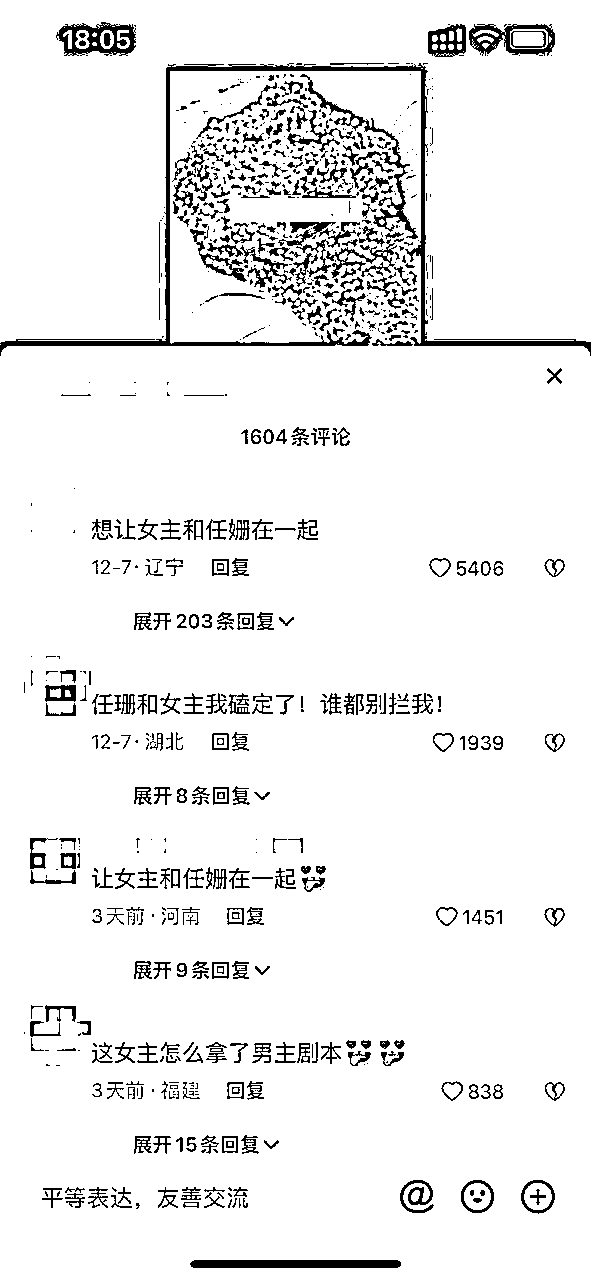 18:05
1604条评论
想让女主和任姗在一起
12-7·辽宁 回复 5406
展开203条回复
任珊和女主我磕定了！谁都别拦我！
12-7·湖北 回复 1939
展开8条回复
让女主和任姗在一起
3天前·河南 回复 1451
展开9条回复
这女主怎么拿了男主剧本
3天前·福建 回复 838
展开15条回复
平等表达，友善交流